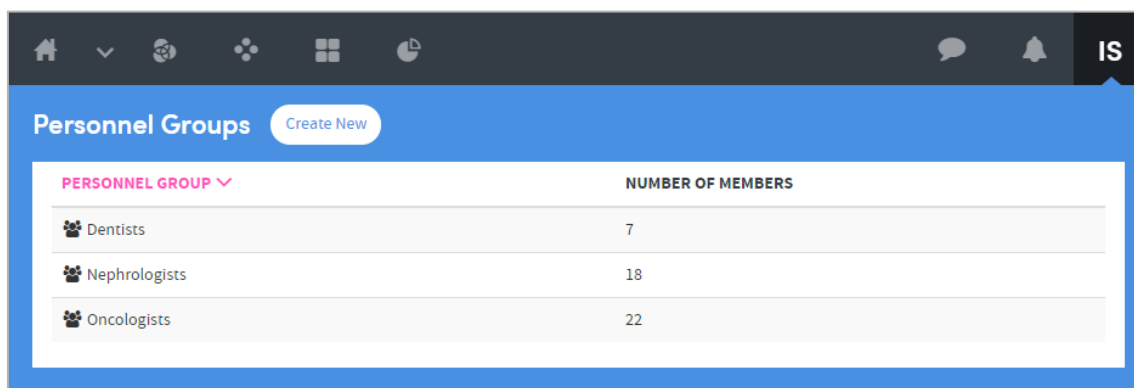 IS
Personnel Groups Create New
PERSONNEL GROUP NUMBER OF MEMBERS
Dentists 7
Nephrologists 18
Oncologists 22